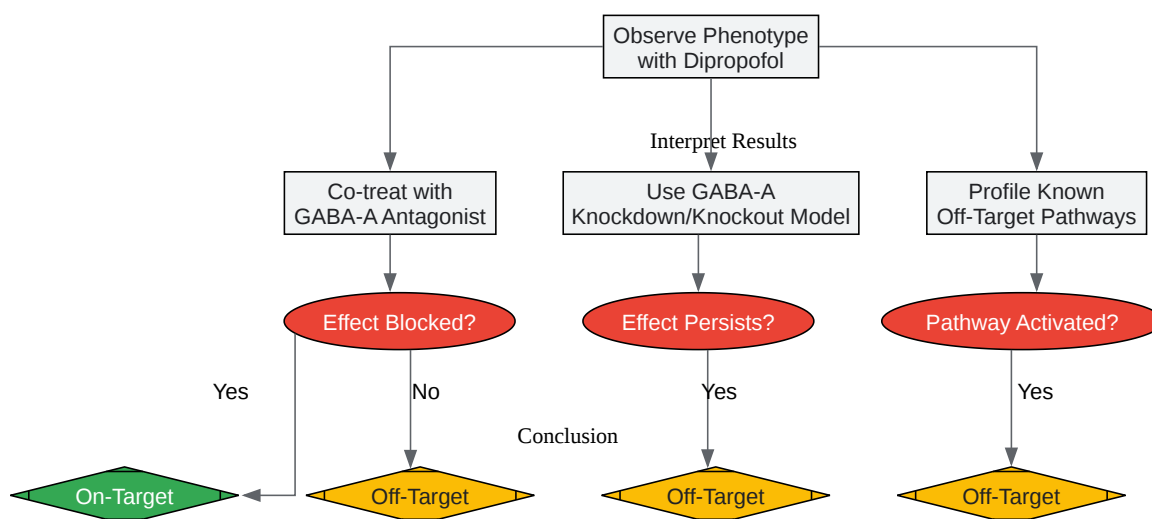 Observe Phenotype
with Dipropofol
Interpret Results
Co-treat with
GABA-A Antagonist
Use GABA-A
Knockdown/Knockout Model
Profile Known
Off-Target Pathways
Effect Blocked?
Effect Persists?
Pathway Activated?
Yes
No
Yes
Yes
Conclusion
On-Target
Off-Target
Off-Target
Off-Target